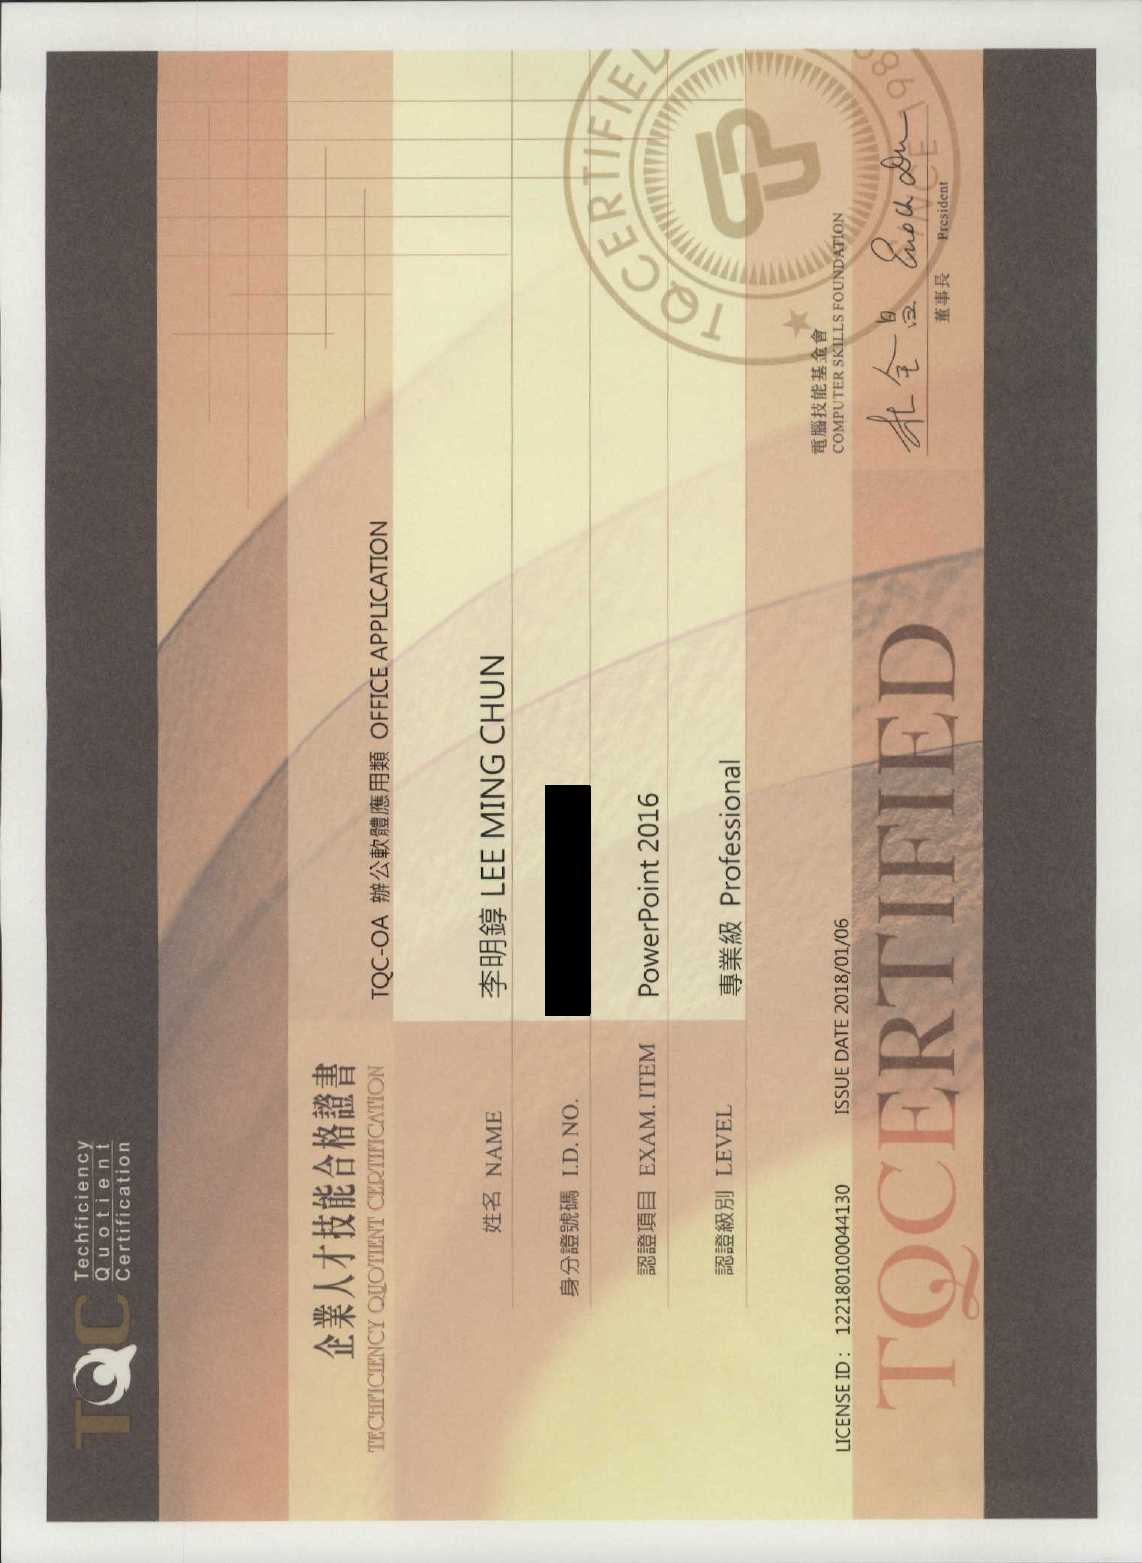 TQC Techficiency
Quotient
Certification
企業人才技能合格證書
TECHFICIENCY QUOTIENT CERTIFICATION
TQC-OA 辦公軟體應用類 OFFICE APPLICATION
姓名 NAME 李明錞 LEE MING CHUN
身分證號碼 I.D. NO.
認證項目 EXAM. ITEM PowerPoint 2016
認證級別 LEVEL 專業級 Professional
電腦技能基金會
COMPUTER SKILLS FOUNDATION
LICENSE ID : 122180100044130 ISSUE DATE 2018/01/06
TQCERTIFIED
董事長 President
TQCERTIFIED